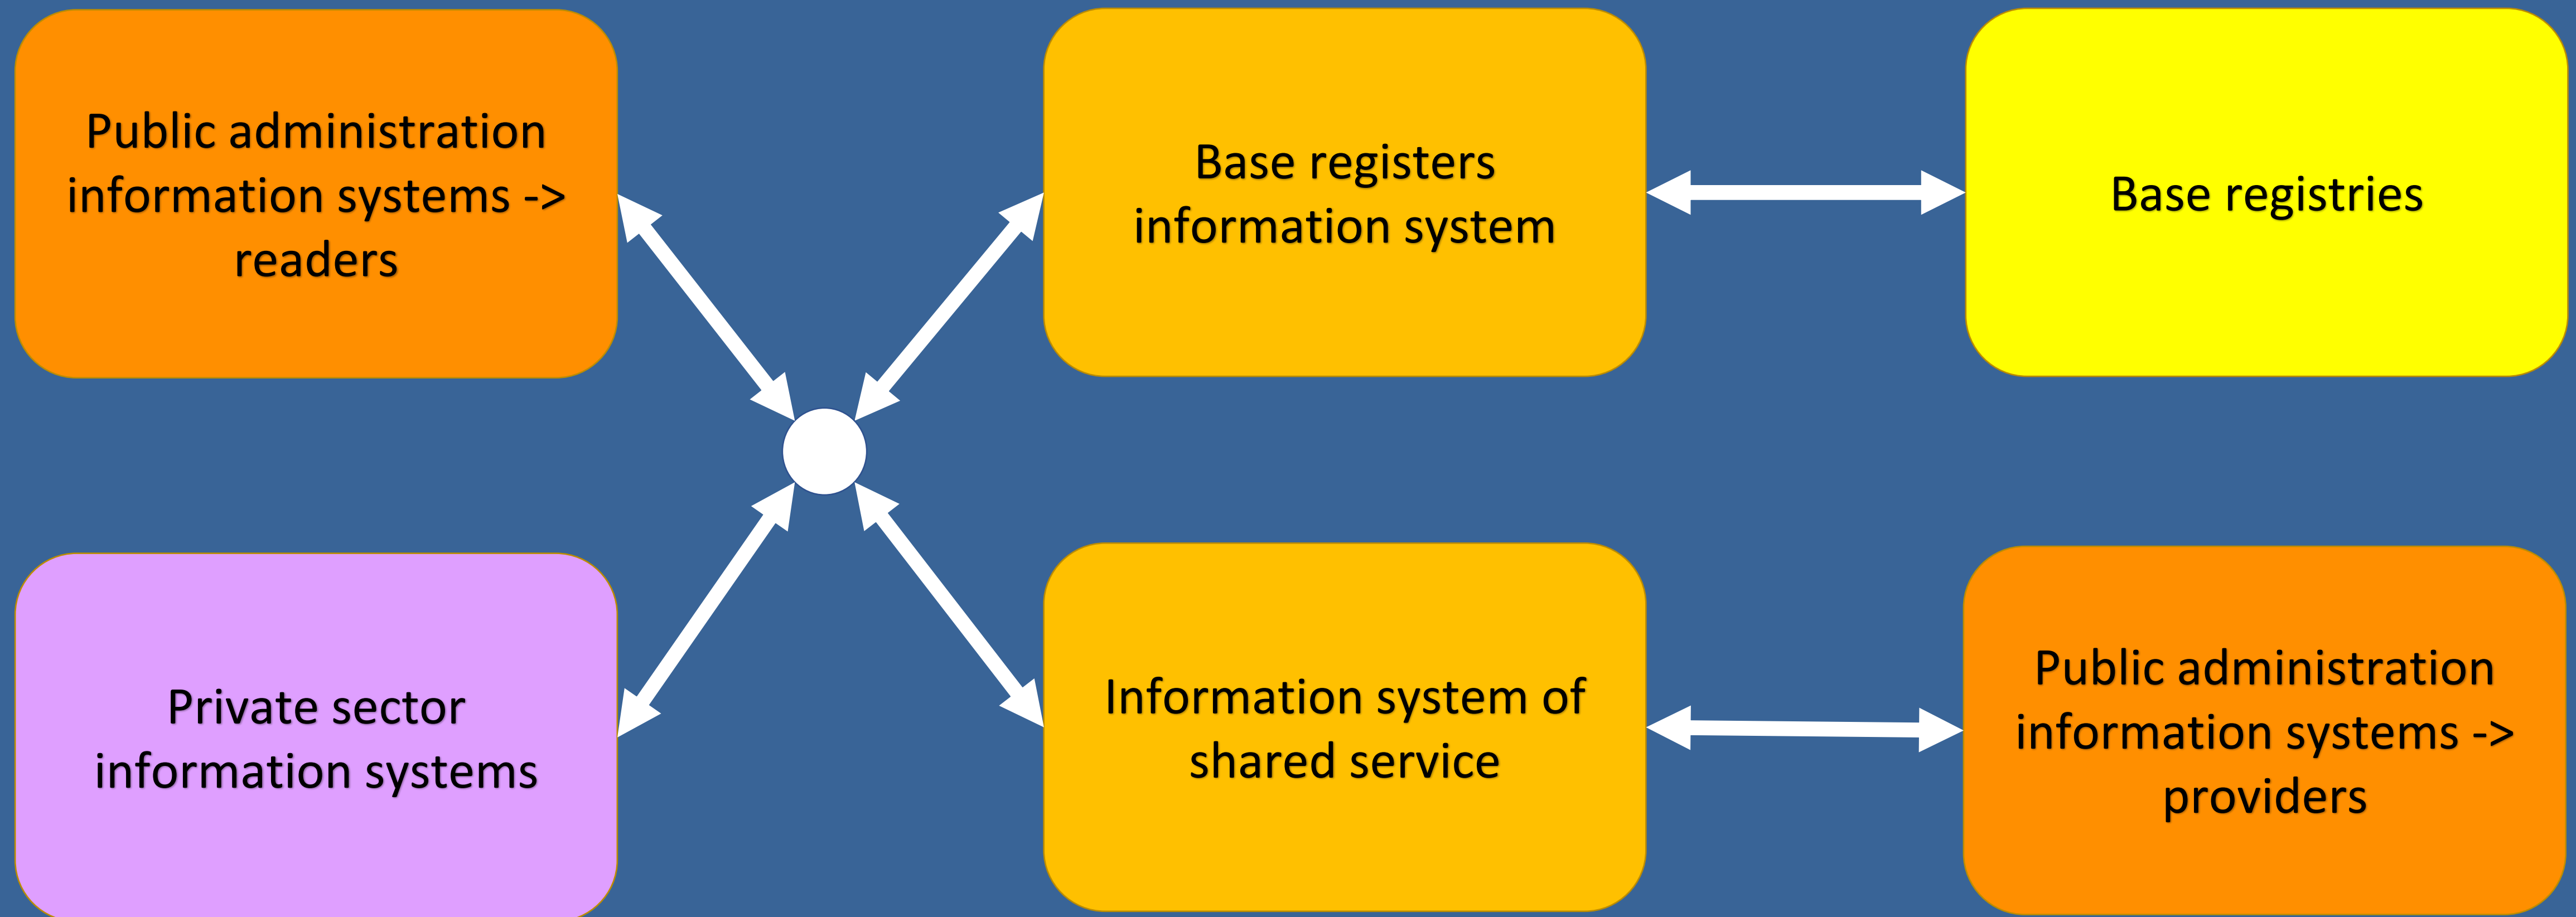 Public administration
information systems ->
readers
Base registers
information system
Base registries
Private sector
information systems
Information system of
shared service
Public administration
information systems ->
providers